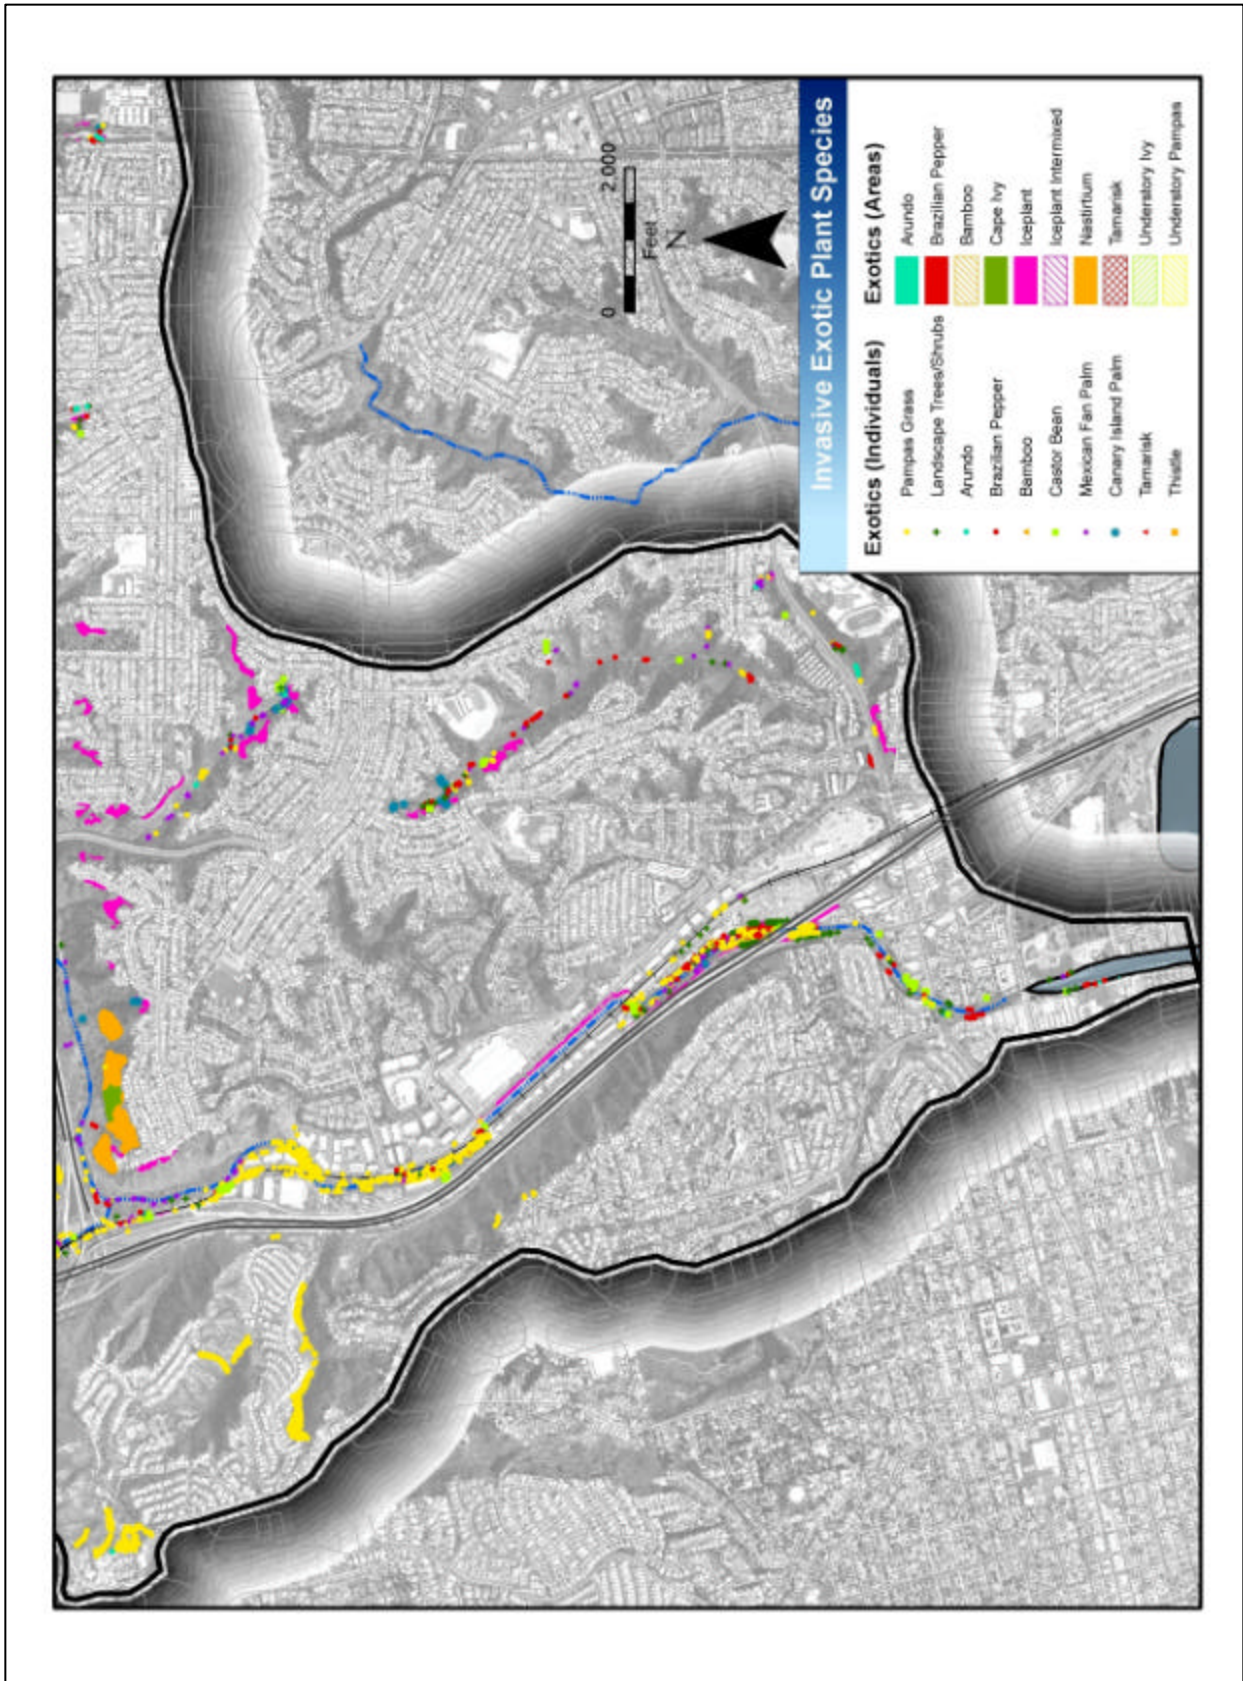 Invasive Exotic Plant Species
Exotics (Individuals)
Pampas Grass
Landscape Trees/Shrubs
Arundo
Brazilian Pepper
Bamboo
Castor Bean
Mexican Fan Palm
Canary Island Palm
Tamarisk
Thistle
Exotics (Areas)
Arundo
Brazilian Pepper
Bamboo
Cape Ivy
Iceplant
Iceplant Intermixed
Nastirtium
Tamarisk
Understory Ivy
Understory Pampas
0 2,000
Feet
N